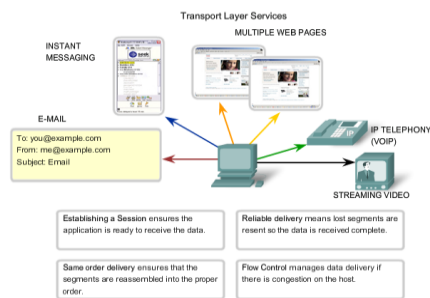 Transport Layer Services
INSTANT
MESSAGING
MULTIPLE WEB PAGES
E-MAIL
To: you@example.com
From: me@example.com
Subject: Email
IP TELEPHONY
(VOIP)
STREAMING VIDEO
Establishing a Session ensures the
application is ready to receive the data.
Reliable delivery means lost segments are
resent so the data is received complete.
Same order delivery ensures that the
segments are reassembled into the proper
order.
Flow Control manages data delivery if
there is congestion on the host.